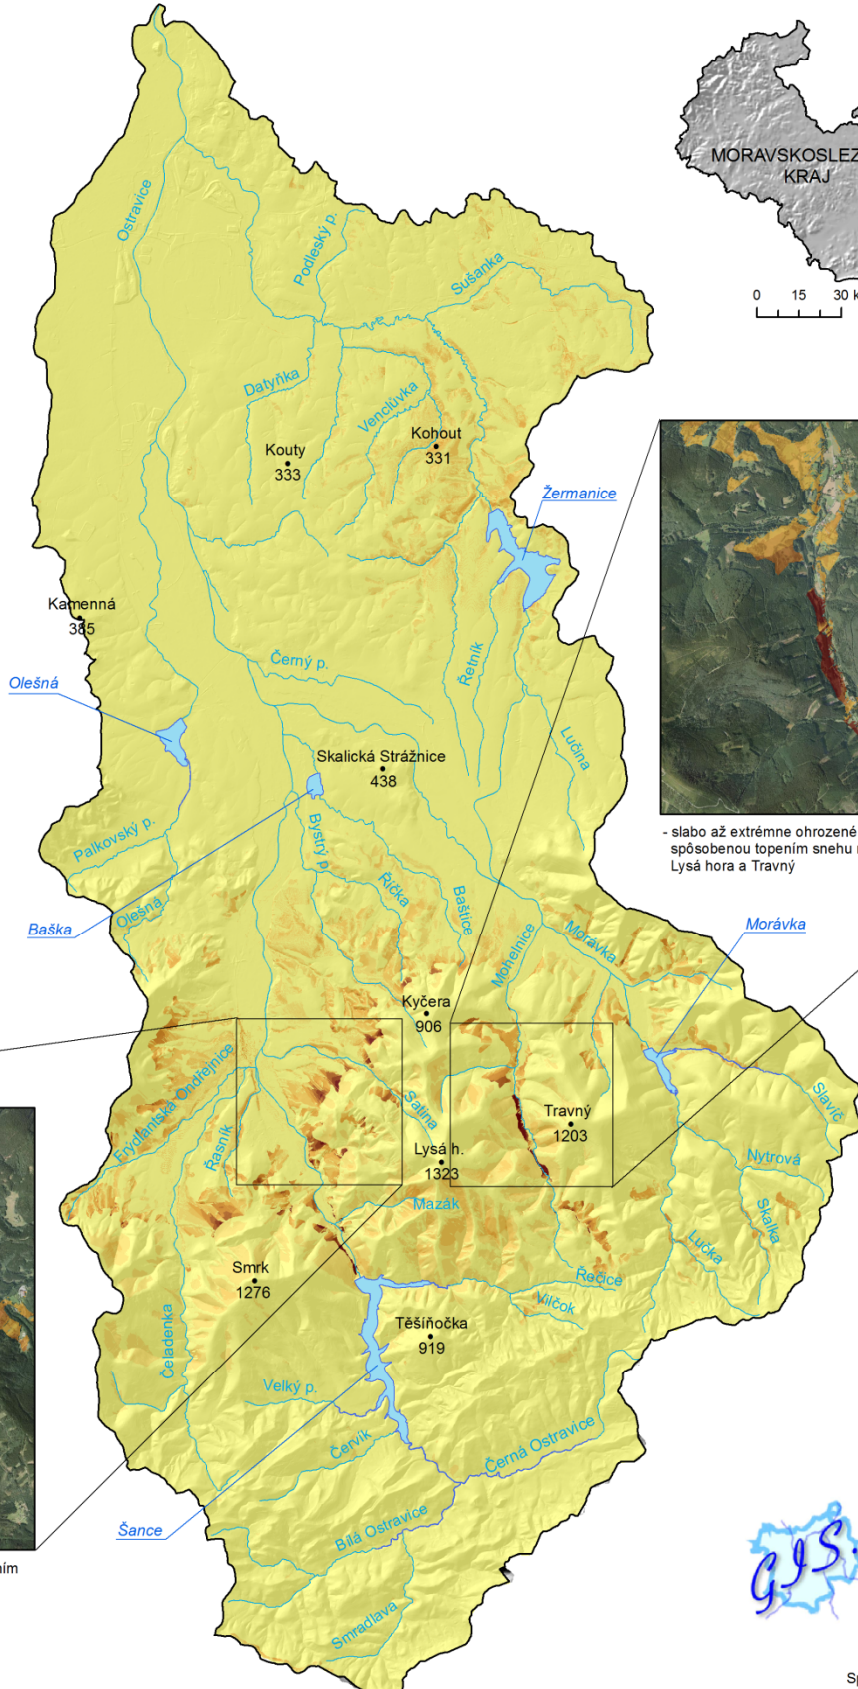 MORAVSKOSLEZ
KRAJ
0 15 30 k
Ostravice
Podleský p.
Sušanka
Datyňka
Venclůvka
Kohout
331
Kouty
333
Žermanice
Kamenná
385
Řetník
Černý p.
Olešná
Lučina
Skalická Strážnice
438
- slabo až extrémne ohrozené
spôsobenou topením snehu
Lysá hora a Travný
Palkovský p.
Bystrý p.
Říčka
Baštice
Olešná
Baška
Mohelnice
Morávka
Morávka
Kyčera
906
Frýdlantská Ondřejnice
Řasník
Satina
Travný
1203
Slavíč
Lysá h.
1323
Nytrová
Mazák
Skalka
Lučka
Smrk
1276
Řečice
Vilčok
Čeladenka
Těšíňočka
919
Velký p.
Červík
Černá Ostravice
Šance
Bílá Ostravice
ním
Smradlava
G.I.S.
Sp